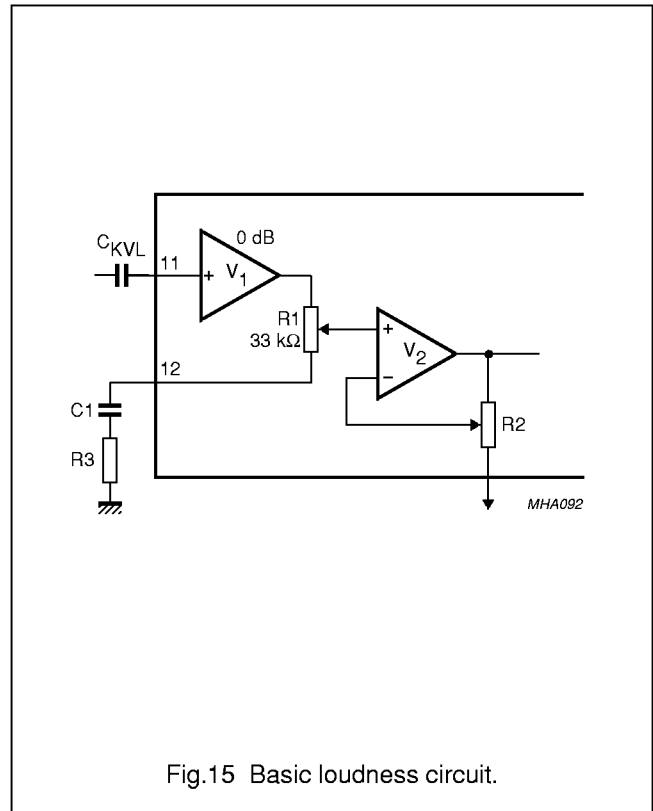 C_KVL
11
0 dB
V_1
R1
33 kΩ
12
V_2
C1
R2
R3
MHA092
Fig.15 Basic loudness circuit.